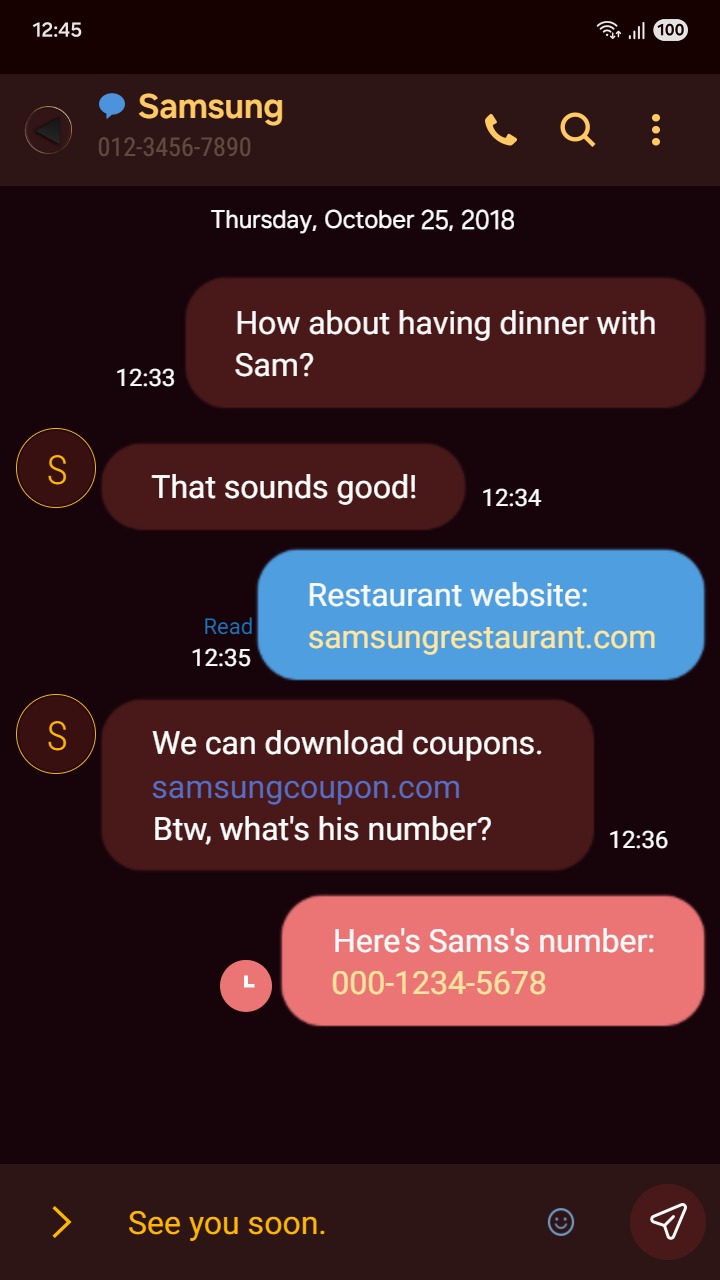 12:45
100
Samsung
012-3456-7890
Thursday, October 25, 2018
How about having dinner with
Sam?
12:33
S
That sounds good!
12:34
Restaurant website:
samsungrestaurant.com
Read
12:35
S
We can download coupons.
samsungcoupon.com
Btw, what's his number?
12:36
Here's Sams's number:
000-1234-5678
See you soon.